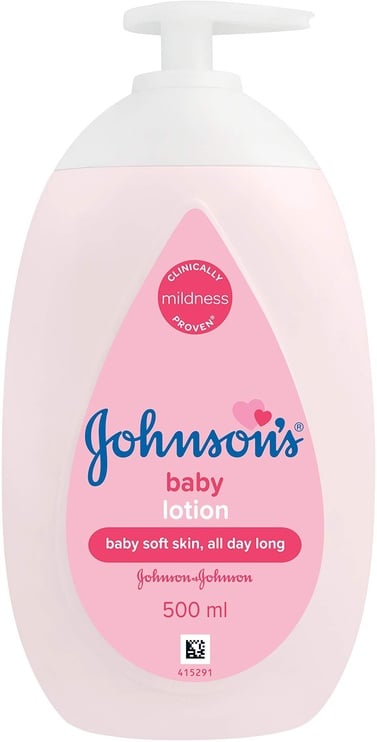 CLINICALLY
mildness
PROVEN®
Johnson's®
baby
lotion
baby soft skin, all day long
Johnson & Johnson
500 ml
415291